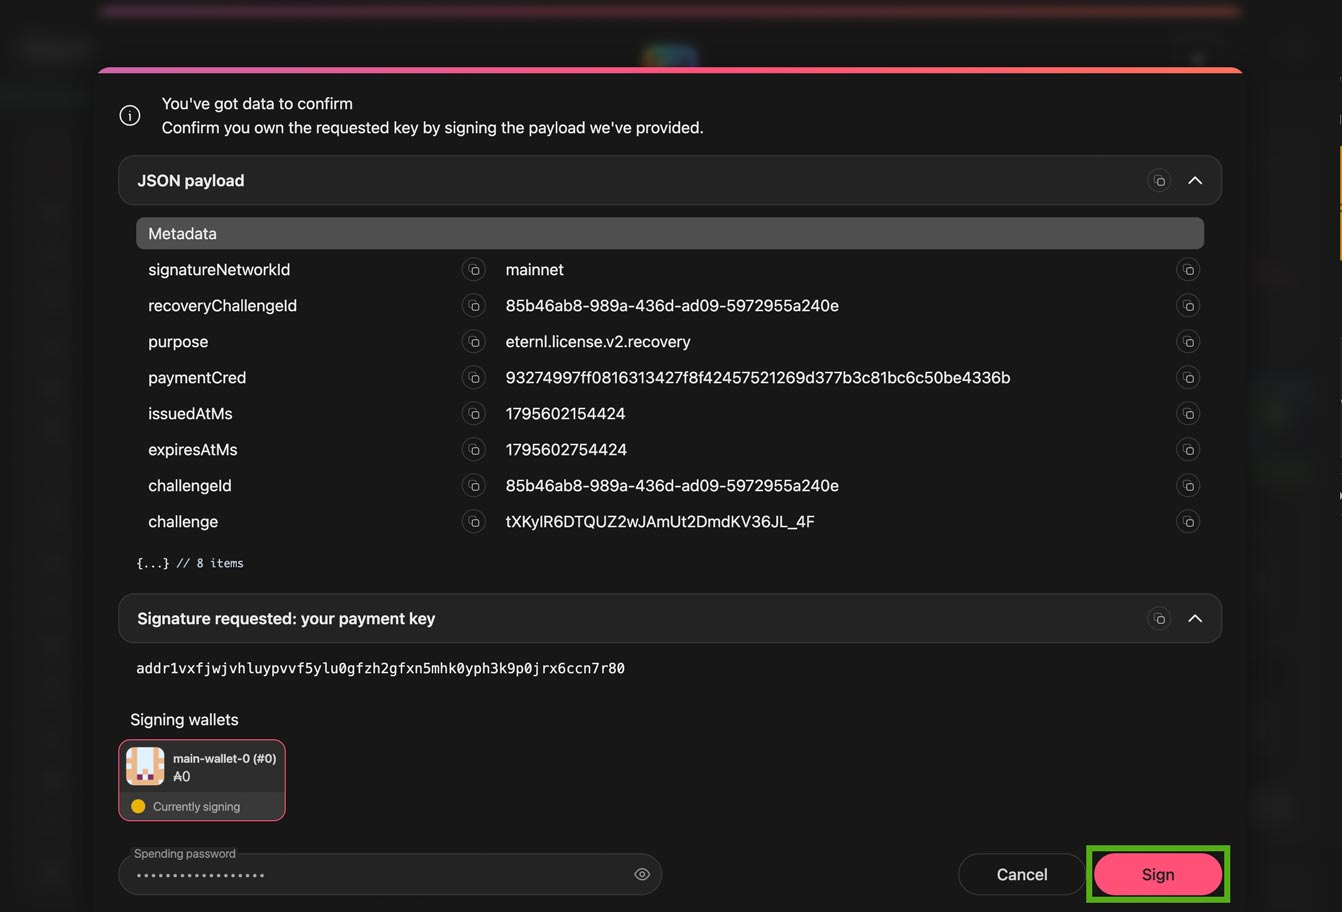 You've got data to confirm
Confirm you own the requested key by signing the payload we've provided.
JSON payload
Metadata
signatureNetworkId mainnet
recoveryChallengeId 85b46ab8-989a-436d-ad09-5972955a240e
purpose eternl.license.v2.recovery
paymentCred 93274997ff0816313427f8f42457521269d377b3c81bc6c50be4336b
issuedAtMs 1795602154424
expiresAtMs 1795602754424
challengeId 85b46ab8-989a-436d-ad09-5972955a240e
challenge tXKyIR6DTQUZ2wJAmUt2DmdKV36JL_4F
{...} // 8 items
Signature requested: your payment key
addr1vxfjwjvhluypvvf5ylu0gfzh2gfxn5mhk0yph3k9p0jrx6ccn7r80
Signing wallets
main-wallet-0 (#0)
₳0
Currently signing
Spending password
••••••••••••••••••
Cancel
Sign